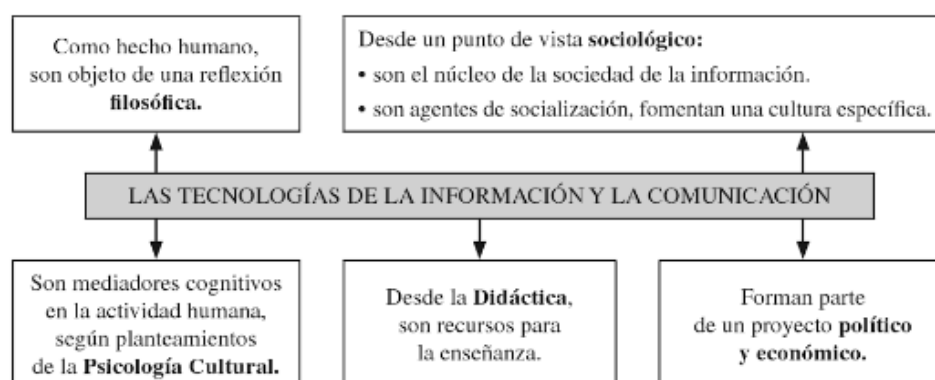 Como hecho humano,
son objeto de una reflexión
filosófica.
Desde un punto de vista sociológico:
• son el núcleo de la sociedad de la información.
• son agentes de socialización, fomentan una cultura específica.
LAS TECNOLOGÍAS DE LA INFORMACIÓN Y LA COMUNICACIÓN
Son mediadores cognitivos
en la actividad humana,
según planteamientos
de la Psicología Cultural.
Desde la Didáctica,
son recursos para
la enseñanza.
Forman parte
de un proyecto político
y económico.